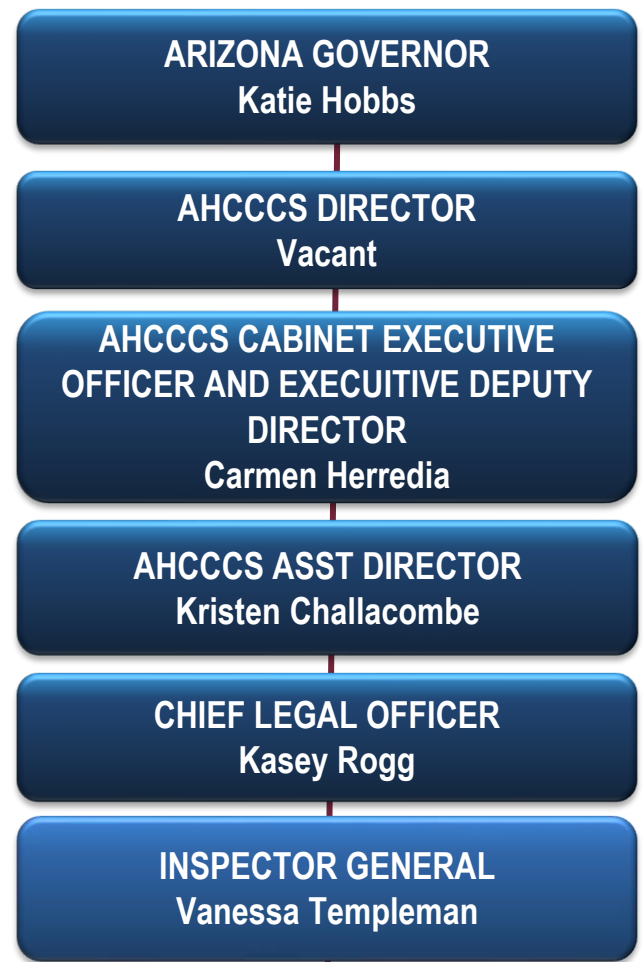 ARIZONA GOVERNOR
Katie Hobbs
AHCCCS DIRECTOR
Vacant
AHCCCS CABINET EXECUTIVE
OFFICER AND EXECUITIVE DEPUTY
DIRECTOR
Carmen Herredia
AHCCCS ASST DIRECTOR
Kristen Challacombe
CHIEF LEGAL OFFICER
Kasey Rogg
INSPECTOR GENERAL
Vanessa Templeman